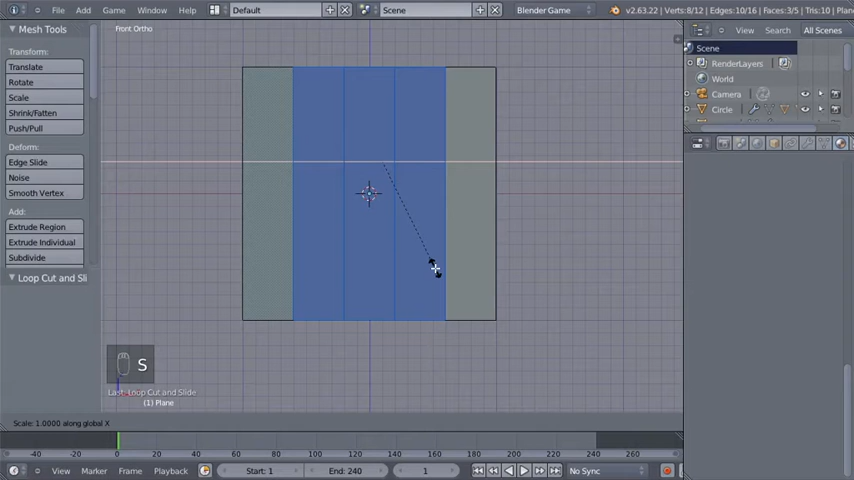 File Add Game Window Help Default Scene Blender Game v2.63.22 | Verts:8/12 | Edges:10/16 | Faces:3/5 | Tris:10 | Plan
Mesh Tools
Transform:
Translate
Rotate
Scale
Shrink/Fatten
Push/Pull
Deform:
Edge Slide
Noise
Smooth Vertex
Add:
Extrude Region
Extrude Individual
Subdivide
Loop Cut and Sli
Front Ortho
S
Last: Loop Cut and Slide
(1) Plane
Scale: 1.0000 along global X
View Search All Scenes
Scene
RenderLayers
World
Camera
Circle
-40 -20 0 20 40 60 80 100 120 140 160 180 200 220 240 260
View Marker Frame Playback Start: 1 End: 240 1 No Sync